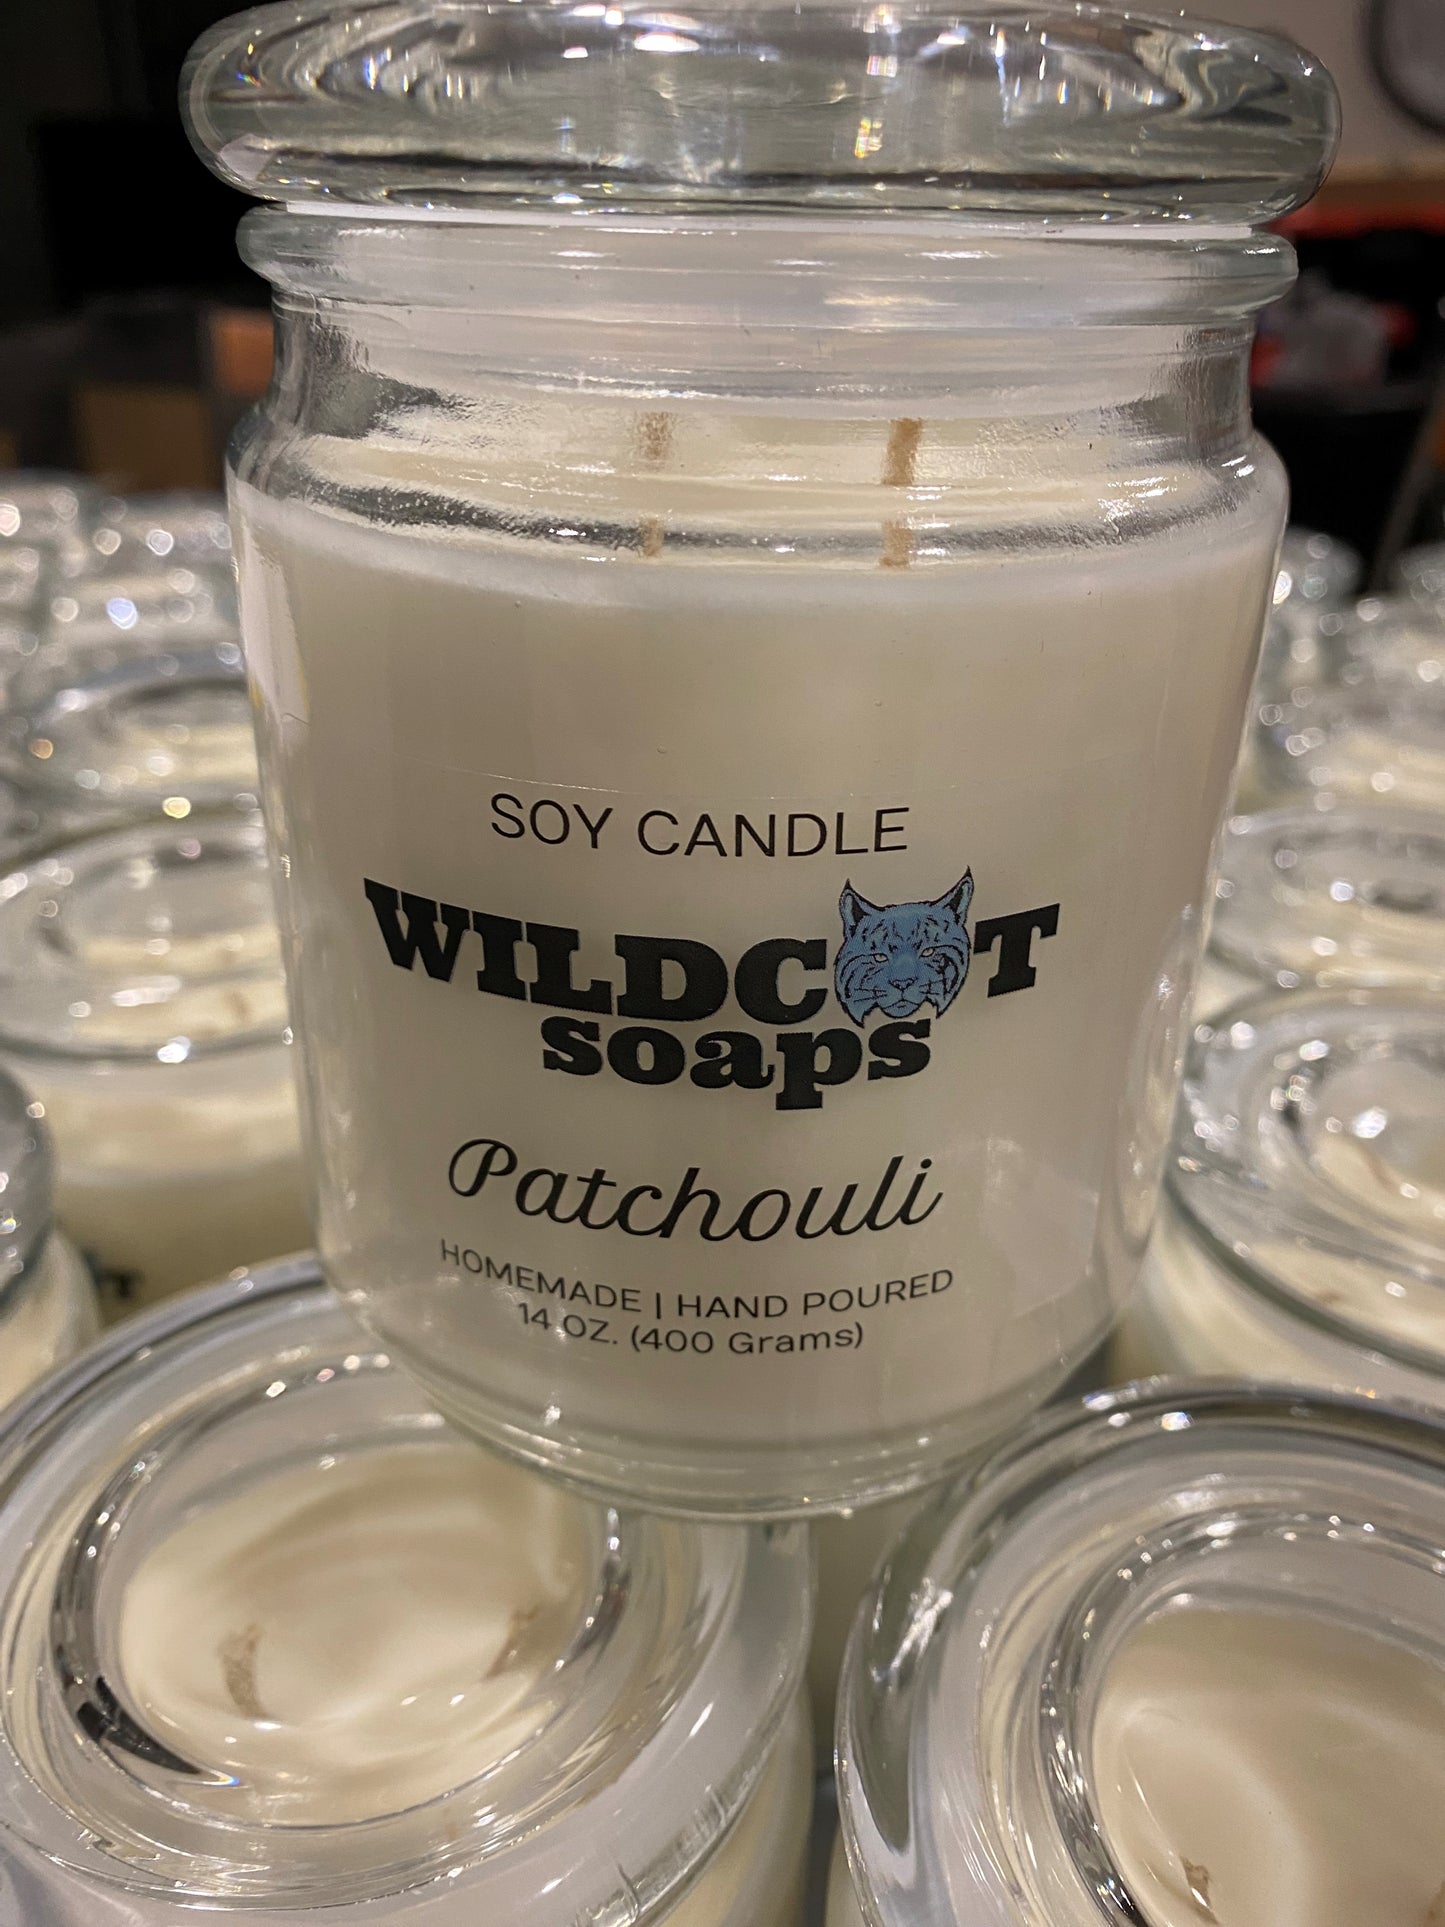 SOY CANDLE
WILDCAT
soaps
Patchouli
HOMEMADE | HAND POURED
14 OZ. (400 Grams)